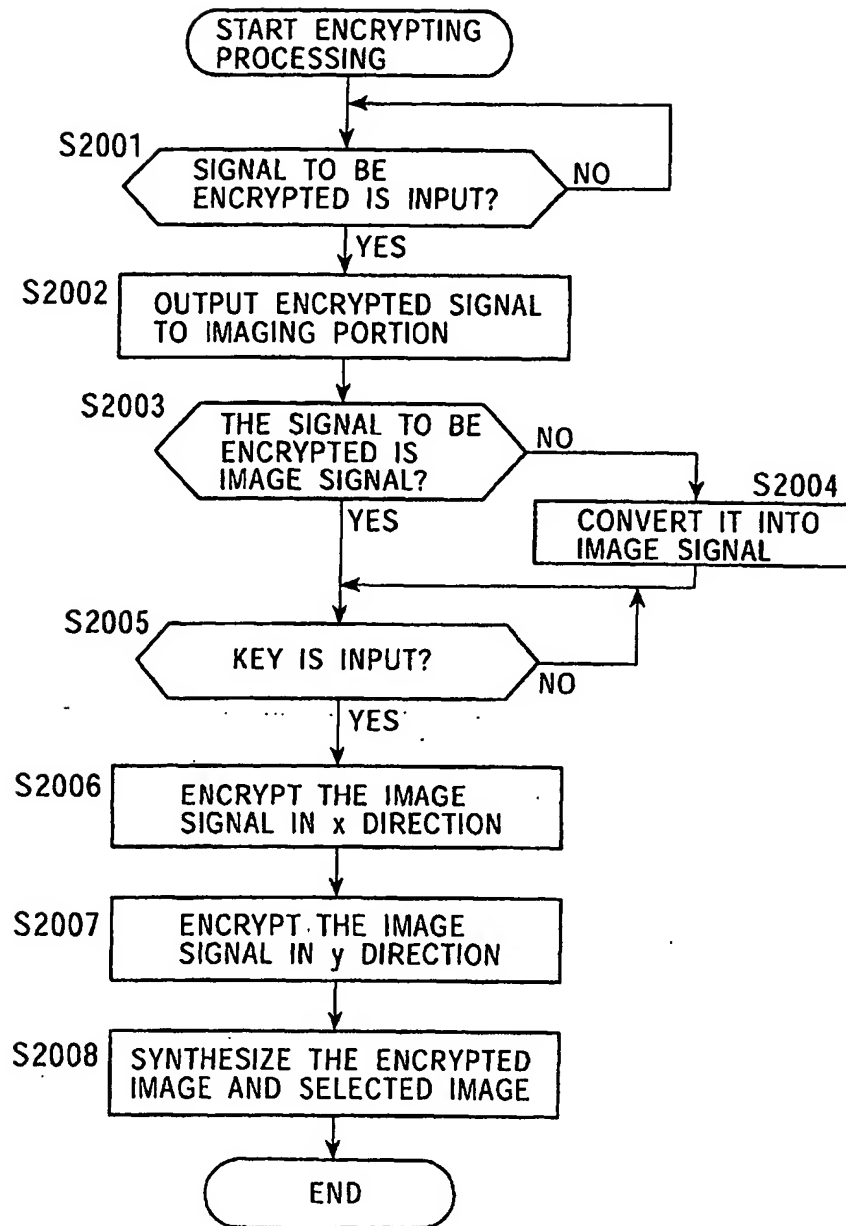 START ENCRYPTING
PROCESSING
S2001
SIGNAL TO BE
ENCRYPTED IS INPUT?
NO
YES
S2002
OUTPUT ENCRYPTED SIGNAL
TO IMAGING PORTION
S2003
THE SIGNAL TO BE
ENCRYPTED IS
IMAGE SIGNAL?
NO
YES
S2004
CONVERT IT INTO
IMAGE SIGNAL
S2005
KEY IS INPUT?
NO
YES
S2006
ENCRYPT THE IMAGE
SIGNAL IN x DIRECTION
S2007
ENCRYPT THE IMAGE
SIGNAL IN y DIRECTION
S2008
SYNTHESIZE THE ENCRYPTED
IMAGE AND SELECTED IMAGE
END